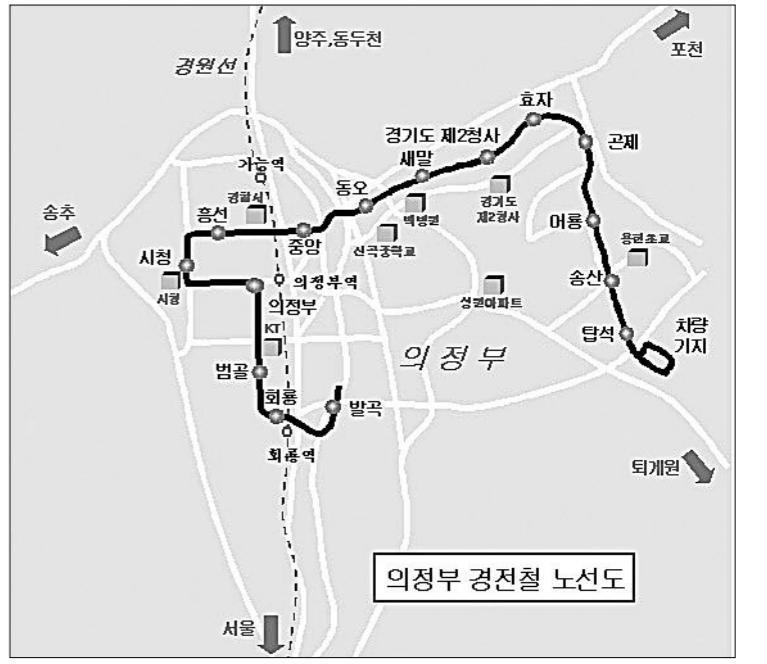 양주,동두천
포천
경원선
효자
경기도 제2청사
곤제
새말
가능역
동오
경찰서
백병원
경기도
제2청사
송추
흥선
중앙
신곡중학교
어룡
용현초교
시청
시청
의정부역
의정부
성원아파트
송산
KT
탑석
차량
기지
의정부
범골
회룡
발곡
회룡역
퇴계원
의정부 경전철 노선도
서울